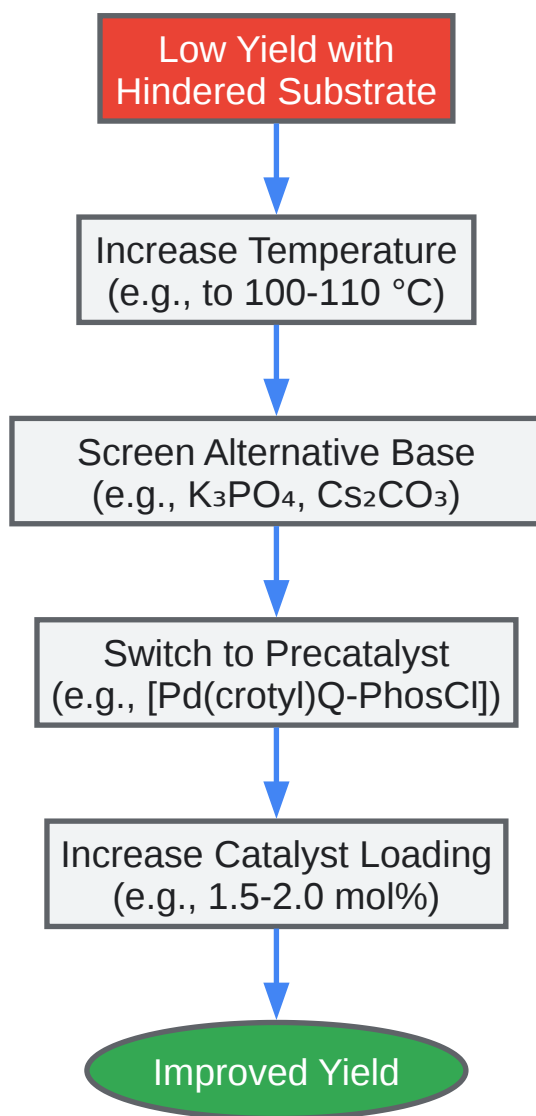 Low Yield with
Hindered Substrate
Increase Temperature
(e.g., to 100-110 °C)
Screen Alternative Base
(e.g., K₃PO₄, Cs₂CO₃)
Switch to Precatalyst
(e.g., [Pd(crotyl)Q-PhosCl])
Increase Catalyst Loading
(e.g., 1.5-2.0 mol%)
Improved Yield